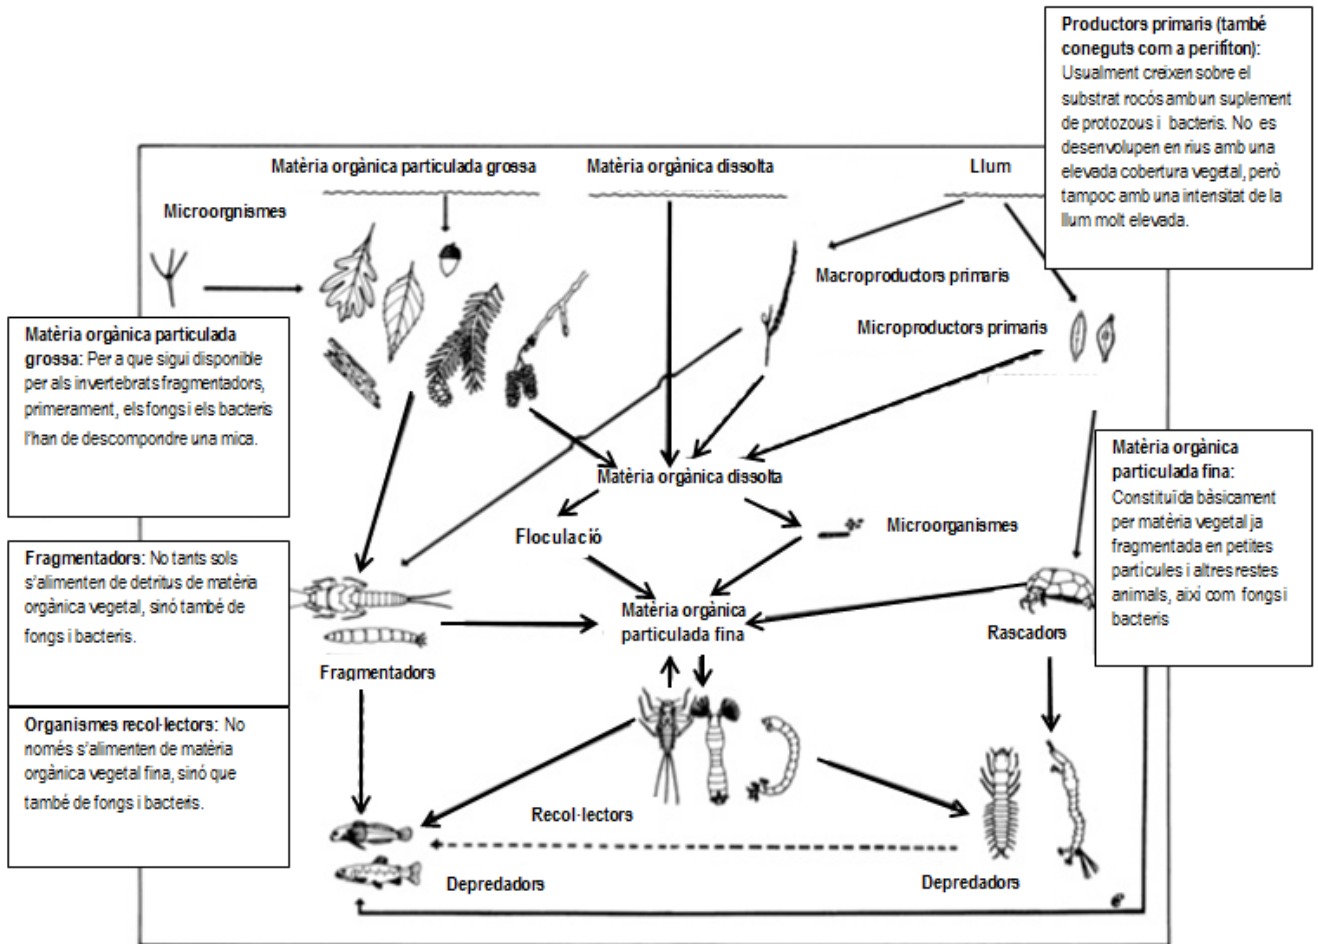 Productors primaris (també
coneguts com a perifíton):
Usualment creixen sobre el
substrat rocós amb un suplement
de protozous i bacteris. No es
desenvolupen en rius amb una
elevada cobertura vegetal, però
tampoc amb una intensitat de la
llum molt elevada.
Matèria orgànica particulada grossa
Matèria orgànica dissolta
Llum
Microorgnismes
Macroproductors primaris
Microproductors primaris
Matèria orgànica particulada
grossa: Per a que sigui disponible
per als invertebrats fragmentadors,
primerament, els fongs i els bacteris
l'han de descompondre una mica.
Matèria orgànica dissolta
Matèria orgànica
particulada fina:
Constituïda bàsicament
per matèria vegetal ja
fragmentada en petites
partícules i altres restes
animals, així com fongs i
bacteris
Floculació
Microorganismes
Fragmentadors: No tants sols
s'alimenten de detritus de matèria
orgànica vegetal, sinó també de
fongs i bacteris.
Matèria orgànica
particulada fina
Rascadors
Fragmentadors
Organismes recol·lectors: No
només s'alimenten de matèria
orgànica vegetal fina, sinó que
també de fongs i bacteris.
Recol·lectors
Depredadors
Depredadors